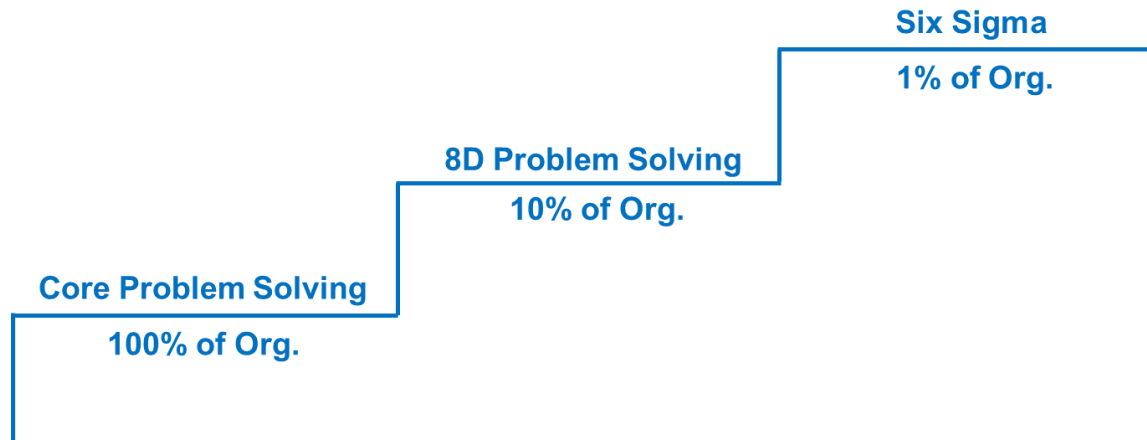 Six Sigma
1% of Org.
8D Problem Solving
10% of Org.
Core Problem Solving
100% of Org.